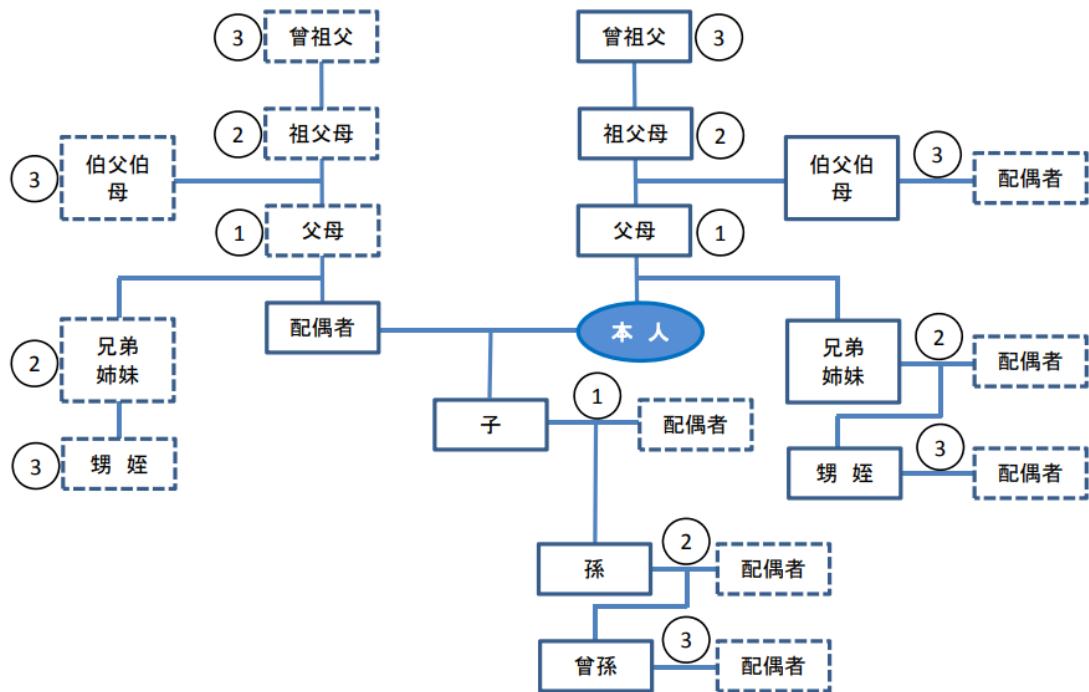 ③ 曾祖父
曾祖父 ③
② 祖父母
祖父母 ②
③ 伯父伯
母
伯父伯
母
③
配偶者
① 父母
父母 ①
配偶者
本 人
② 兄弟
姉妹
兄弟
姉妹
②
配偶者
子
①
配偶者
③ 甥 姪
甥 姪
③
配偶者
孫
②
配偶者
曾孫
③
配偶者